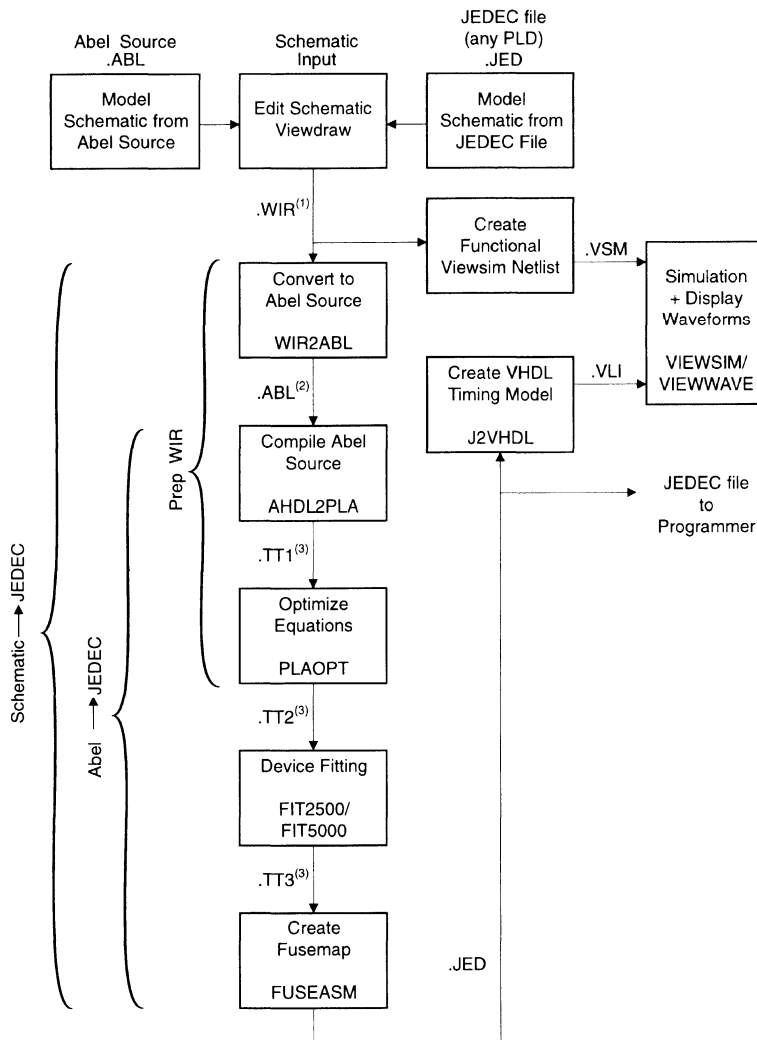 Abel Source
.ABL
Schematic
Input
JEDEC file
(any PLD)
.JED
Model
Schematic from
Abel Source
Edit Schematic
Viewdraw
Model
Schematic from
JEDEC File
.WIR(1)
Create
Functional
Viewsim Netlist
.VSM
Simulation
+ Display
Waveforms
VIEWSIM/
VIEWWAVE
Convert to
Abel Source
WIR2ABL
.ABL(2)
Create VHDL
Timing Model
J2VHDL
.VLI
Compile Abel
Source
AHDL2PLA
JEDEC file
to
Programmer
.TT1(3)
Optimize
Equations
PLAOPT
.TT2(3)
Device Fitting
FIT2500/
FIT5000
.TT3(3)
Create
Fusemap
FUSEASM
.JED
Prep WIR
Abel → JEDEC
Schematic → JEDEC